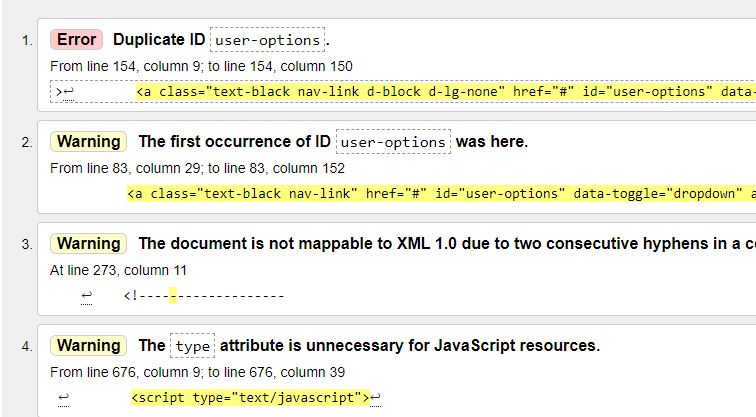 1. Error Duplicate ID user-options.
From line 154, column 9; to line 154, column 150
>↩ <a class="text-black nav-link d-block d-lg-none" href="#" id="user-options" data-
2. Warning The first occurrence of ID user-options was here.
From line 83, column 29; to line 83, column 152
<a class="text-black nav-link" href="#" id="user-options" data-toggle="dropdown" a
3. Warning The document is not mappable to XML 1.0 due to two consecutive hyphens in a c
At line 273, column 11
↩ <!------------------
4. Warning The type attribute is unnecessary for JavaScript resources.
From line 676, column 9; to line 676, column 39
↩ <script type="text/javascript">↩